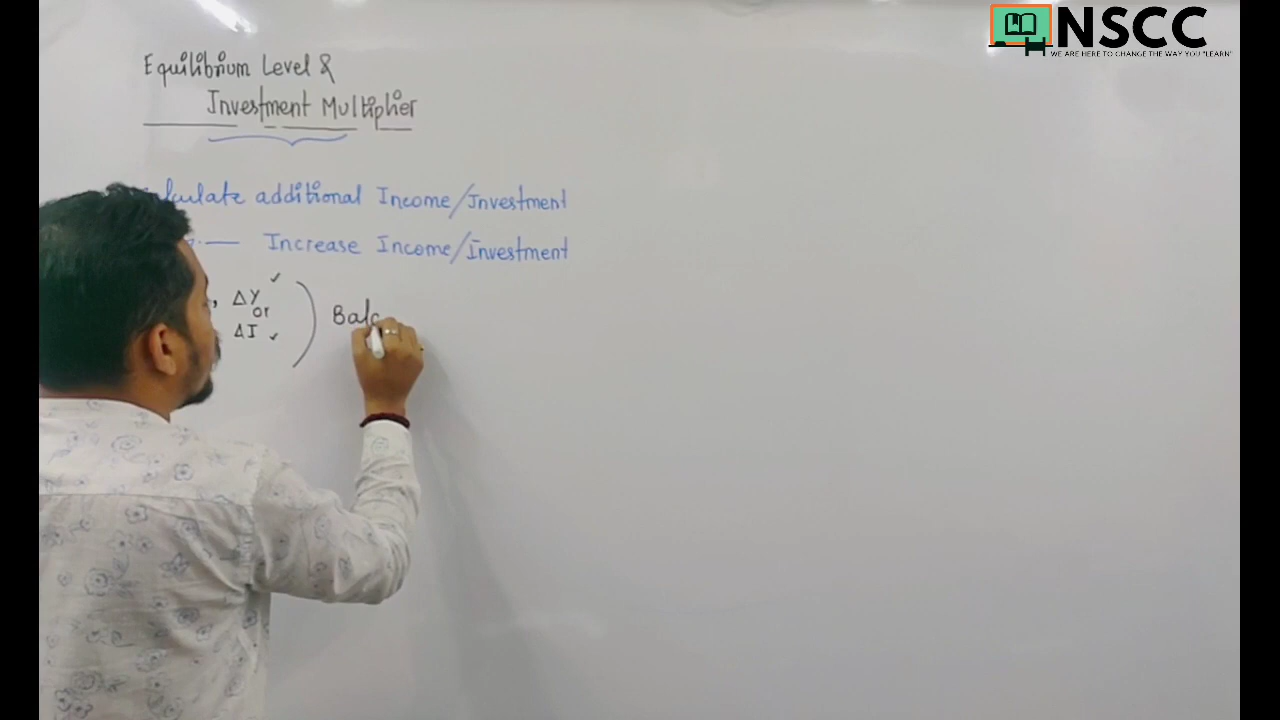 NSCC
WE ARE HERE TO CHANGE THE WAY YOU "LEARN"
Equilibrium Level &
Investment Multiplier
additional Income/Investment
— Increase Income/Investment
, ΔY ✓
or
ΔI ✓